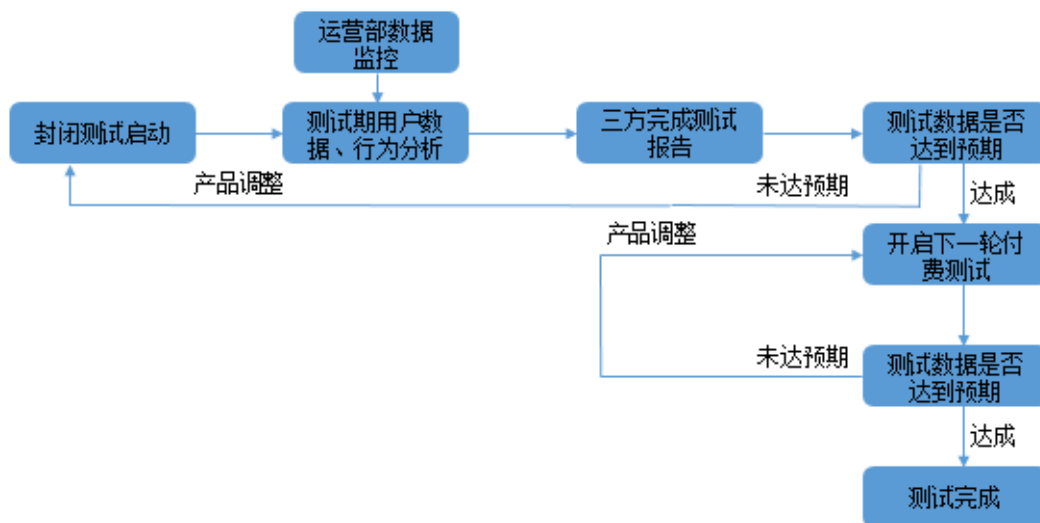 运营部数据
监控
封闭测试启动
测试期用户数
据、行为分析
三方完成测试
报告
测试数据是否
达到预期
产品调整
未达预期
达成
产品调整
开启下一轮付
费测试
未达预期
测试数据是否
达到预期
达成
测试完成